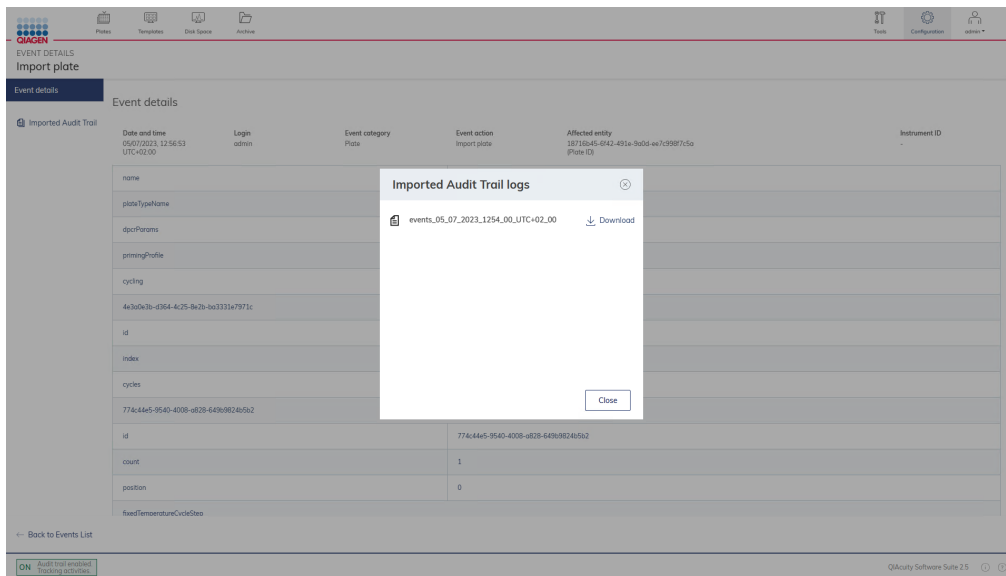 Plates
Templates
Disk Space
Archive
Tools
Configuration
admin
QIAGEN
EVENT DETAILS
Import plate
Event details
Imported Audit Trail
Event details
Date and time
05/07/2023, 12:56:53
UTC+02:00
Login
admin
Event category
Plate
Event action
Import plate
Affected entity
18716b45-6f42-491e-9a0d-ee7c998f7c5a
(Plate ID)
Instrument ID
-
name
plateTypeName
dpcrParams
primingProfile
cycling
4e3a0e3b-d364-4c25-8e2b-ba3331e7971c
id
index
cycles
774c44e5-9540-4008-a828-649b9824b5b2
id 774c44e5-9540-4008-a828-649b9824b5b2
count 1
position 0
fixedTemperatureCycleStep
Imported Audit Trail logs
events_05_07_2023_1254_00_UTC+02_00 Download
Close
← Back to Events List
ON Audit trail enabled.
Tracking activities.
QIAcuity Software Suite 2.5